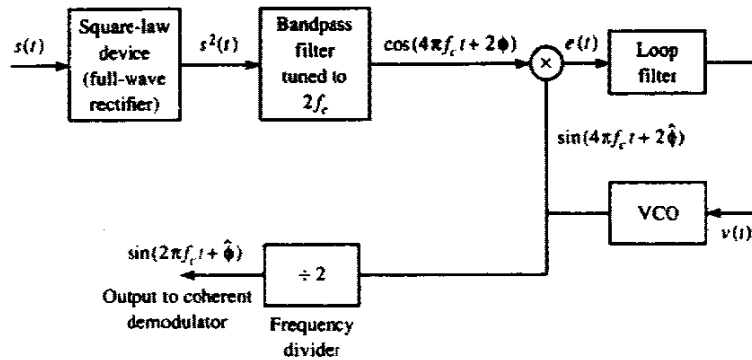 s(t)
Square-law
device
(full-wave
rectifier)
s²(t)
Bandpass
filter
tuned to
2f_c
cos(4πf_c t + 2ϕ)
×
e(t)
Loop
filter
sin(4πf_c t + 2ϕ̂)
VCO
v(t)
sin(2πf_c t + ϕ̂)
Output to coherent
demodulator
÷ 2
Frequency
divider